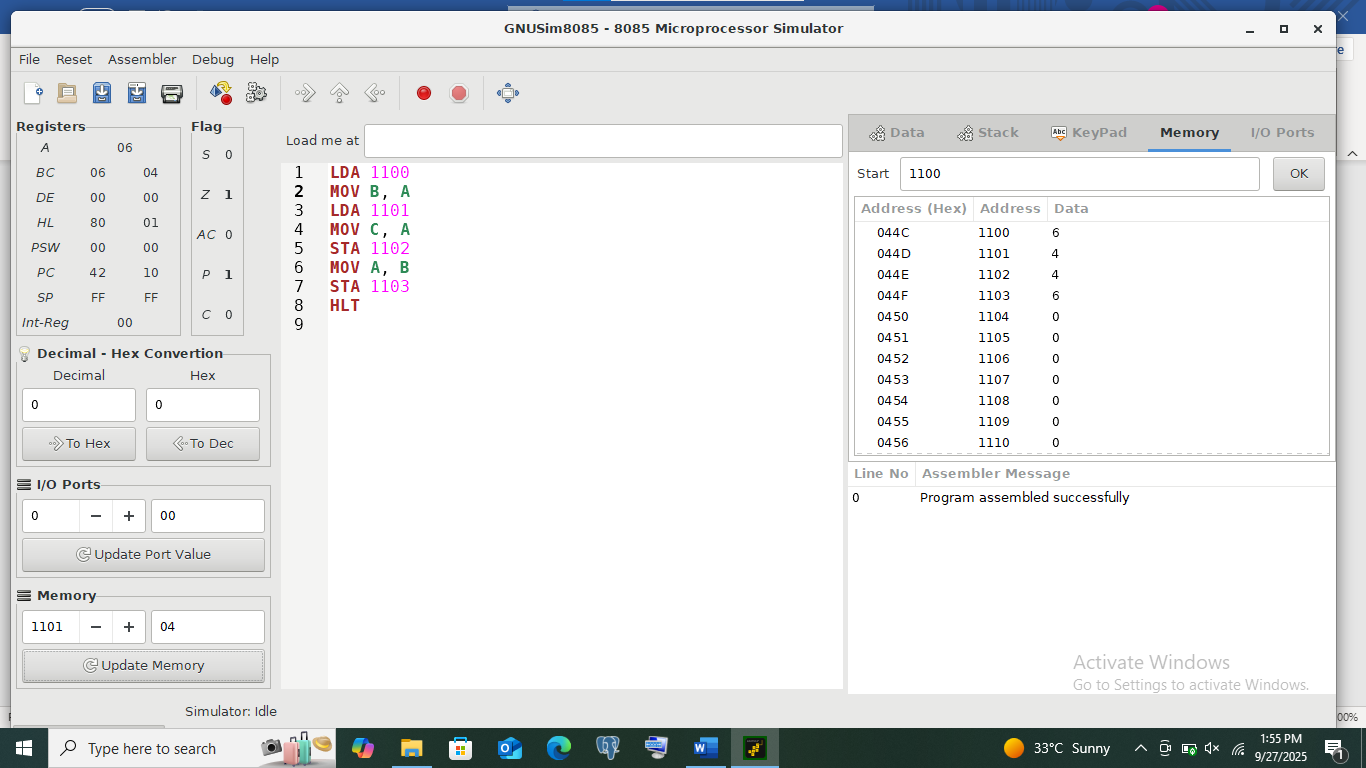 GNUSim8085 - 8085 Microprocessor Simulator
File Reset Assembler Debug Help
Registers
A 06
BC 06 04
DE 00 00
HL 80 01
PSW 00 00
PC 42 10
SP FF FF
Int-Reg 00
Flag
S 0
Z 1
AC 0
P 1
C 0
Decimal - Hex Convertion
Decimal Hex
0 0
To Hex To Dec
I/O Ports
0 − + 00
Update Port Value
Memory
1101 − + 04
Update Memory
Load me at
1 LDA 1100
2 MOV B, A
3 LDA 1101
4 MOV C, A
5 STA 1102
6 MOV A, B
7 STA 1103
8 HLT
9
Data Stack Abc KeyPad Memory I/O Ports
Start 1100 OK
Address (Hex) Address Data
044C 1100 6
044D 1101 4
044E 1102 4
044F 1103 6
0450 1104 0
0451 1105 0
0452 1106 0
0453 1107 0
0454 1108 0
0455 1109 0
0456 1110 0
Line No Assembler Message
0 Program assembled successfully
Activate Windows
Go to Settings to activate Windows.
Simulator: Idle
Type here to search
33°C Sunny
1:55 PM
9/27/2025
1